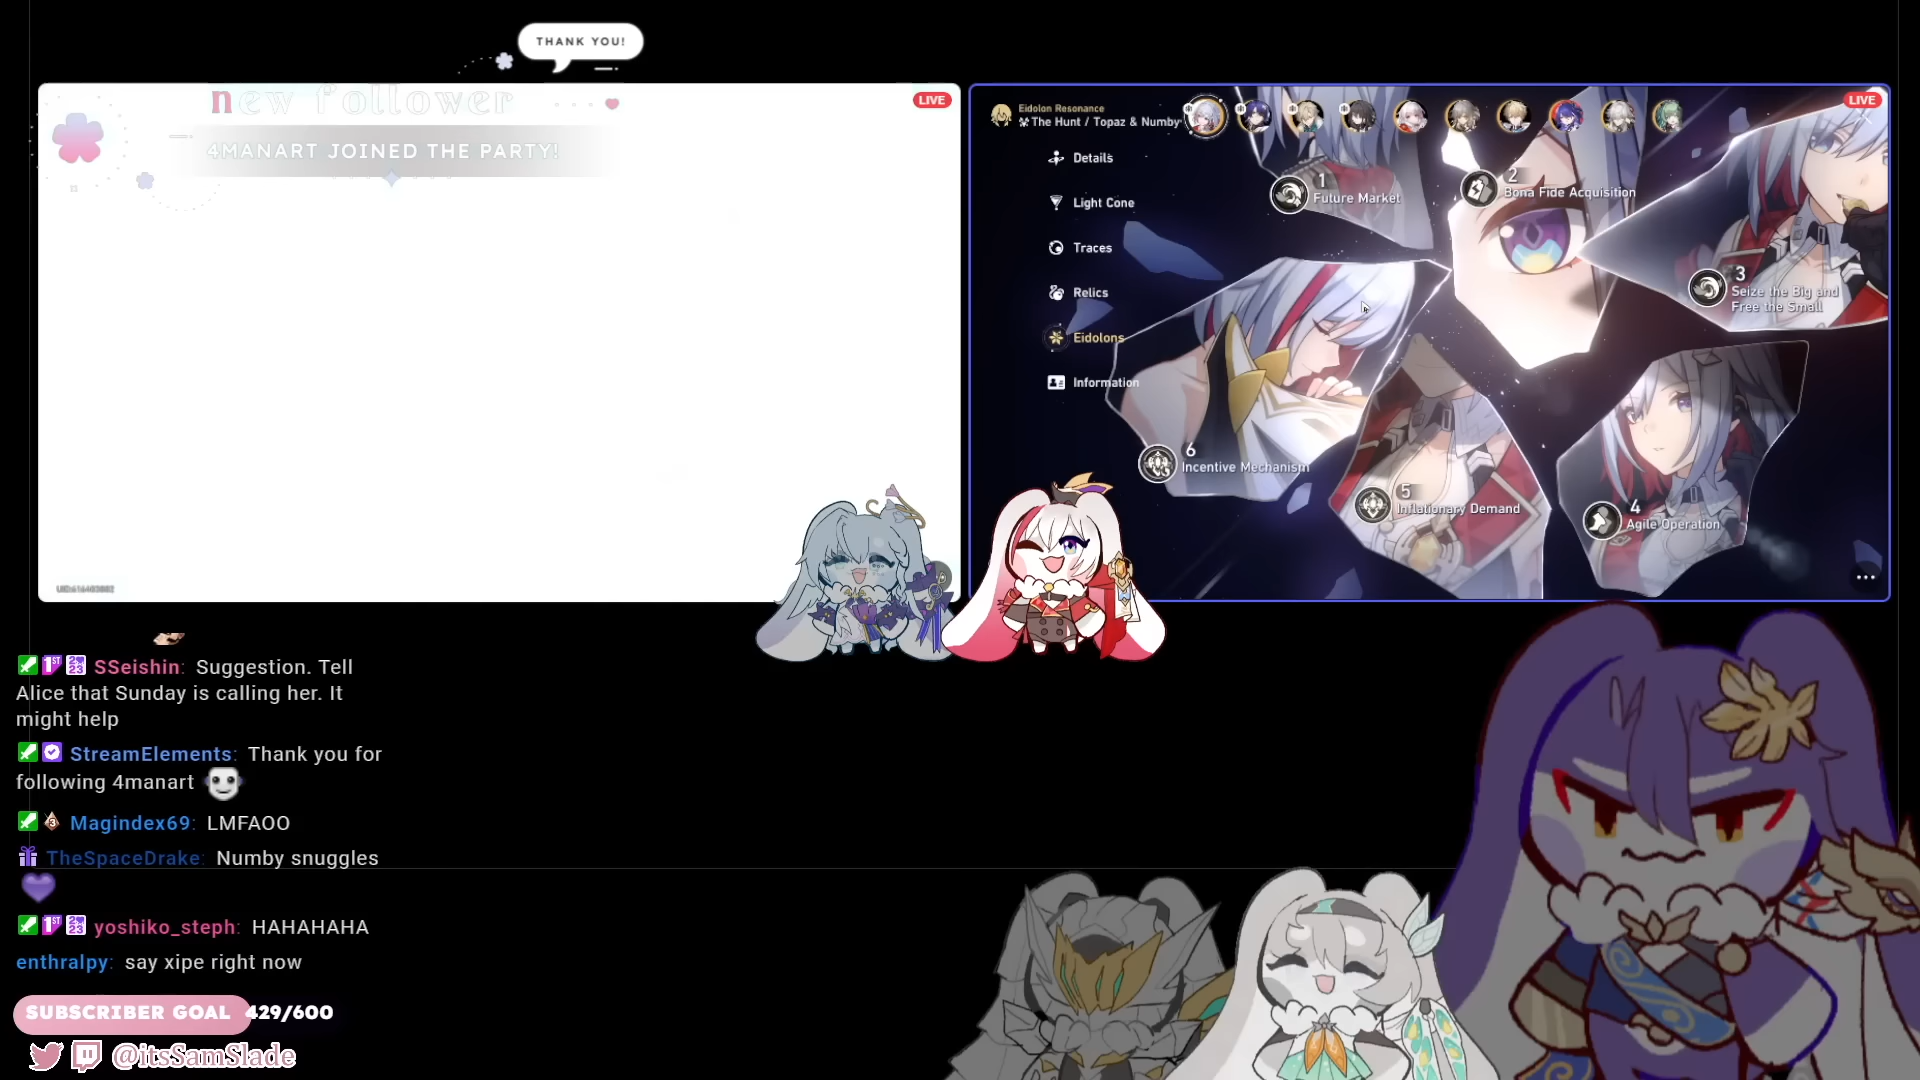 THANK YOU!
new follower
4MANART JOINED THE PARTY!
LIVE
LIVE
Eidolon Resonance
The Hunt / Topaz & Numby
Details
Light Cone
Traces
Relics
Eidolons
Information
1
Future Market
2
Bona Fide Acquisition
3
Seize the Big and
Free the Small
6
Incentive Mechanism
5
Inflationary Demand
4
Agile Operation
SSeishin: Suggestion. Tell
Alice that Sunday is calling her. It
might help
StreamElements: Thank you for
following 4manart
Magindex69: LMFAOO
TheSpaceDrake: Numby snuggles
yoshiko_steph: HAHAHAHA
enthralpy: say xipe right now
SUBSCRIBER GOAL 429/600
@itsSamSlade